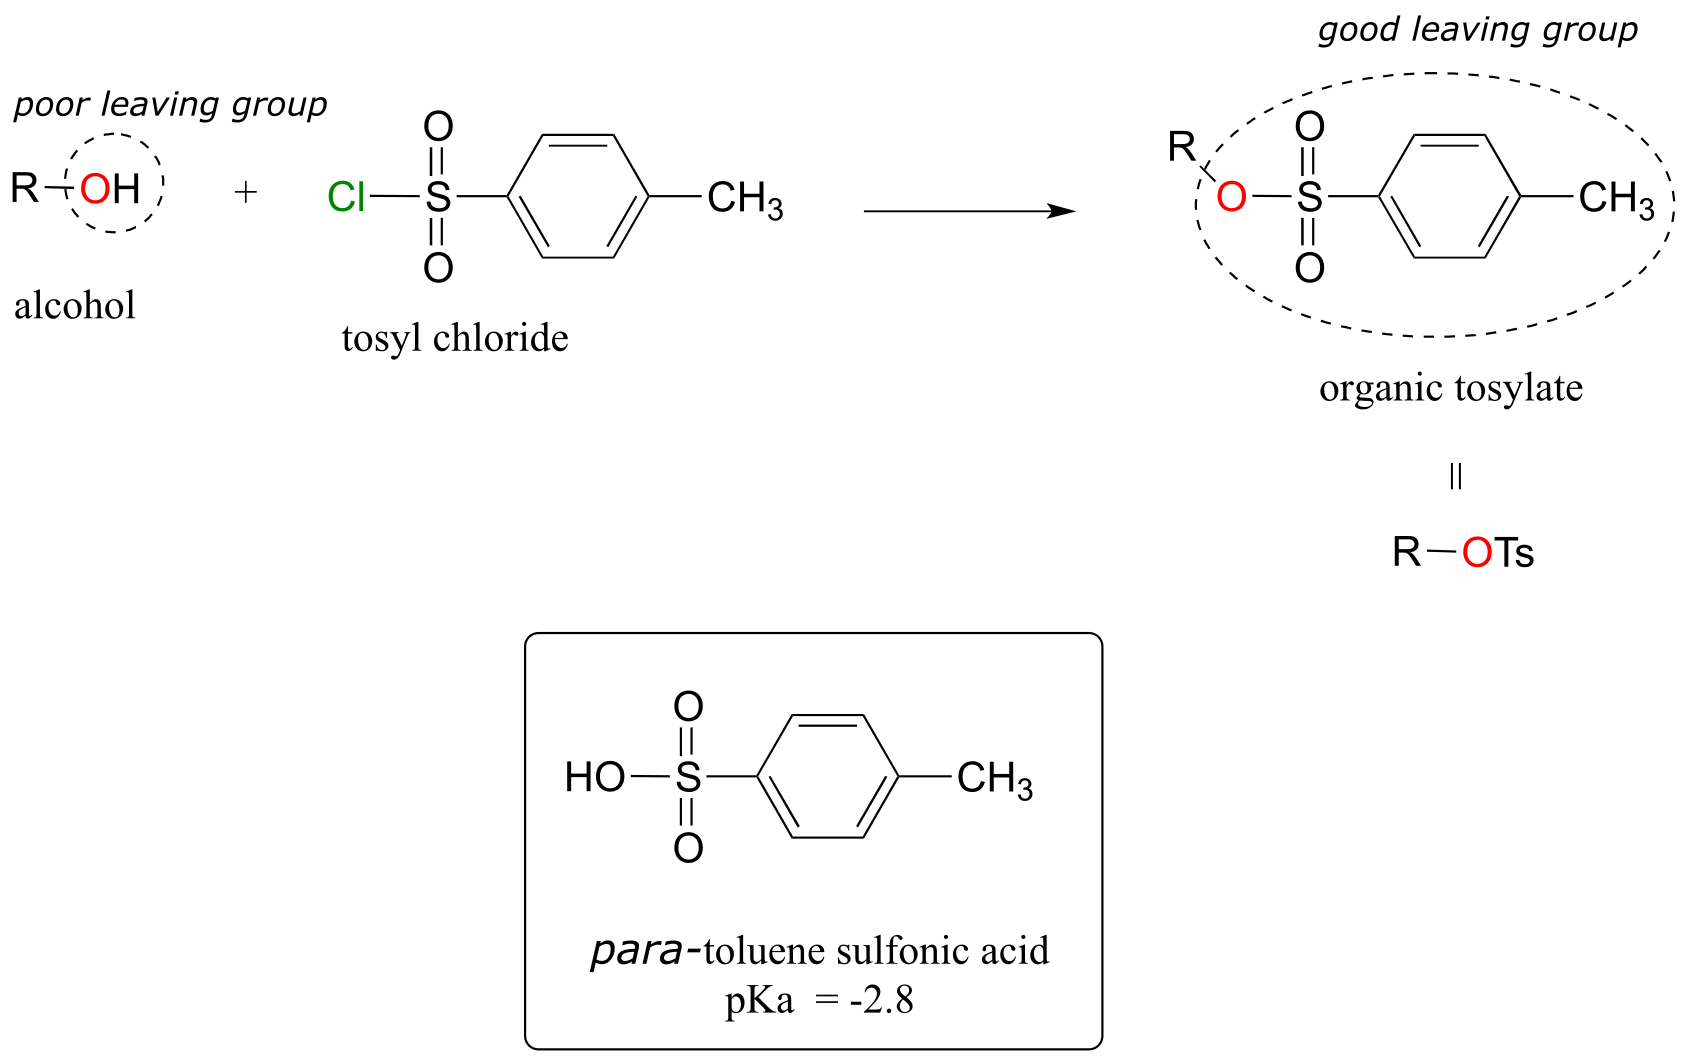 good leaving group
poor leaving group
R OH + Cl S O O CH3
R O S O O CH3
alcohol
tosyl chloride
organic tosylate
=
R OTs
HO S O O CH3
para-toluene sulfonic acid
pKa = -2.8